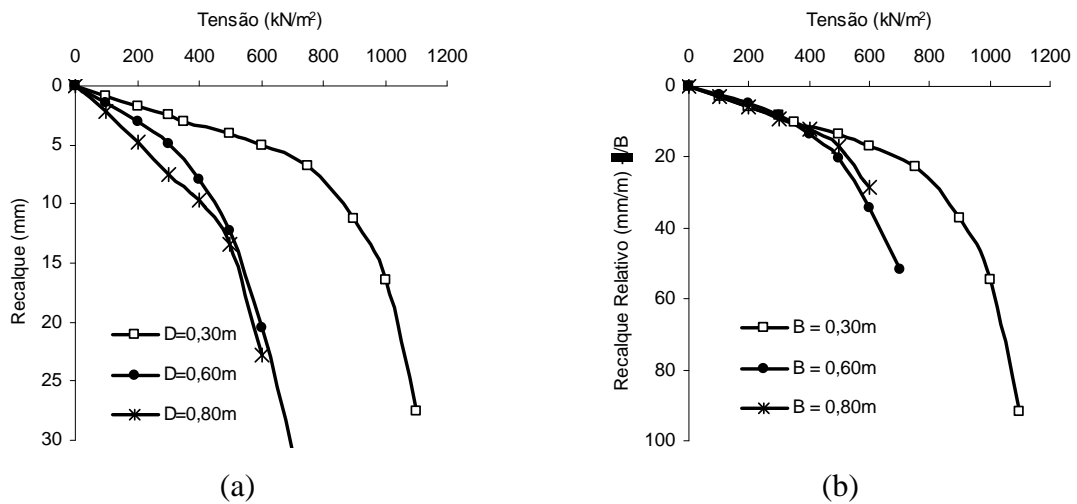 Tensão (kN/m²)
0 200 400 600 800 1000 1200
0
5
10
15
20
25
30
Recalque (mm)
D=0,30m
D=0,60m
D=0,80m
(a)
Tensão (kN/m²)
0 200 400 600 800 1000 1200
0
20
40
60
80
100
Recalque Relativo (mm/m) /B
B = 0,30m
B = 0,60m
B = 0,80m
(b)